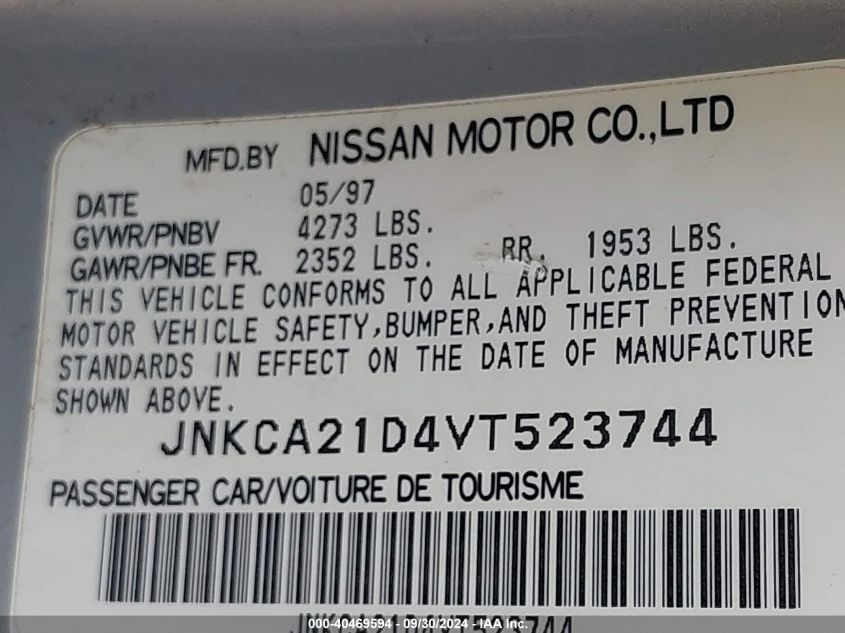 MFD.BY NISSAN MOTOR CO.,LTD
DATE 05/97
GVWR/PNBV 4273 LBS.
GAWR/PNBE FR. 2352 LBS. RR. 1953 LBS.
THIS VEHICLE CONFORMS TO ALL APPLICABLE FEDERAL
MOTOR VEHICLE SAFETY,BUMPER,AND THEFT PREVENTION
STANDARDS IN EFFECT ON THE DATE OF MANUFACTURE
SHOWN ABOVE.
JNKCA21D4VT523744
PASSENGER CAR/VOITURE DE TOURISME
JNKCA21D4VT523744
000-40469594 - 09/30/2024 - IAA Inc.